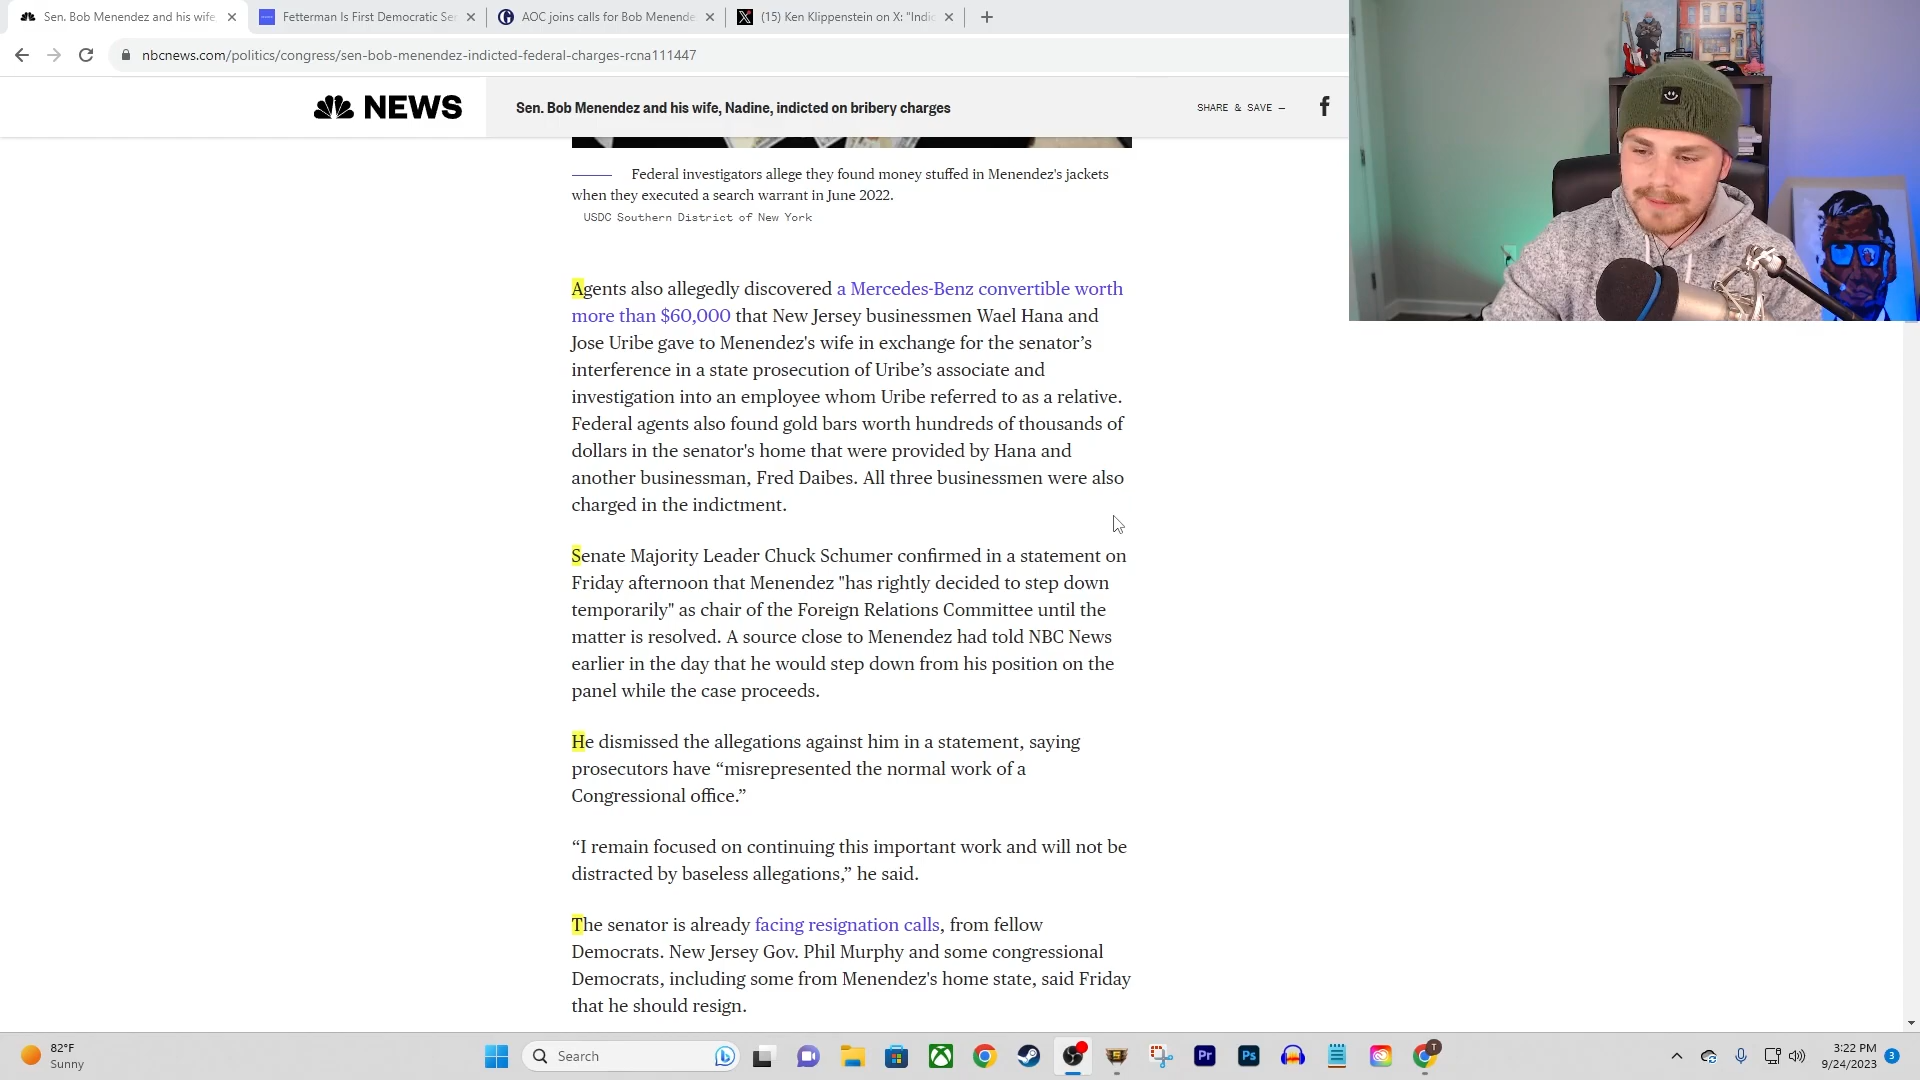 Sen. Bob Menendez and his wife,
Fetterman Is First Democratic Sen
AOC joins calls for Bob Menende
(15) Ken Klippenstein on X: "Indic
nbcnews.com/politics/congress/sen-bob-menendez-indicted-federal-charges-rcna111447
NEWS
Sen. Bob Menendez and his wife, Nadine, indicted on bribery charges
SHARE & SAVE —
Federal investigators allege they found money stuffed in Menendez's jackets
when they executed a search warrant in June 2022.
USDC Southern District of New York
Agents also allegedly discovered a Mercedes-Benz convertible worth
more than $60,000 that New Jersey businessmen Wael Hana and
Jose Uribe gave to Menendez's wife in exchange for the senator’s
interference in a state prosecution of Uribe’s associate and
investigation into an employee whom Uribe referred to as a relative.
Federal agents also found gold bars worth hundreds of thousands of
dollars in the senator's home that were provided by Hana and
another businessman, Fred Daibes. All three businessmen were also
charged in the indictment.
Senate Majority Leader Chuck Schumer confirmed in a statement on
Friday afternoon that Menendez "has rightly decided to step down
temporarily" as chair of the Foreign Relations Committee until the
matter is resolved. A source close to Menendez had told NBC News
earlier in the day that he would step down from his position on the
panel while the case proceeds.
He dismissed the allegations against him in a statement, saying
prosecutors have “misrepresented the normal work of a
Congressional office.”
“I remain focused on continuing this important work and will not be
distracted by baseless allegations,” he said.
The senator is already facing resignation calls, from fellow
Democrats. New Jersey Gov. Phil Murphy and some congressional
Democrats, including some from Menendez's home state, said Friday
that he should resign.
82°F
Sunny
Search
Pr
Ps
T
3:22 PM
9/24/2023
3